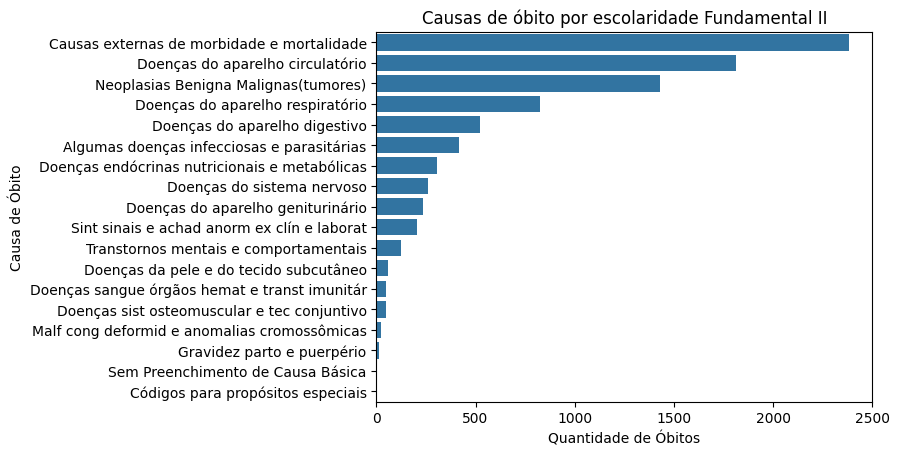 Causas de óbito por escolaridade Fundamental II
Causa de Óbito
Causas externas de morbidade e mortalidade
Doenças do aparelho circulatório
Neoplasias Benigna Malignas(tumores)
Doenças do aparelho respiratório
Doenças do aparelho digestivo
Algumas doenças infecciosas e parasitárias
Doenças endócrinas nutricionais e metabólicas
Doenças do sistema nervoso
Doenças do aparelho geniturinário
Sint sinais e achad anorm ex clín e laborat
Transtornos mentais e comportamentais
Doenças da pele e do tecido subcutâneo
Doenças sangue órgãos hemat e transt imunitár
Doenças sist osteomuscular e tec conjuntivo
Malf cong deformid e anomalias cromossômicas
Gravidez parto e puerpério
Sem Preenchimento de Causa Básica
Códigos para propósitos especiais
0 500 1000 1500 2000 2500
Quantidade de Óbitos